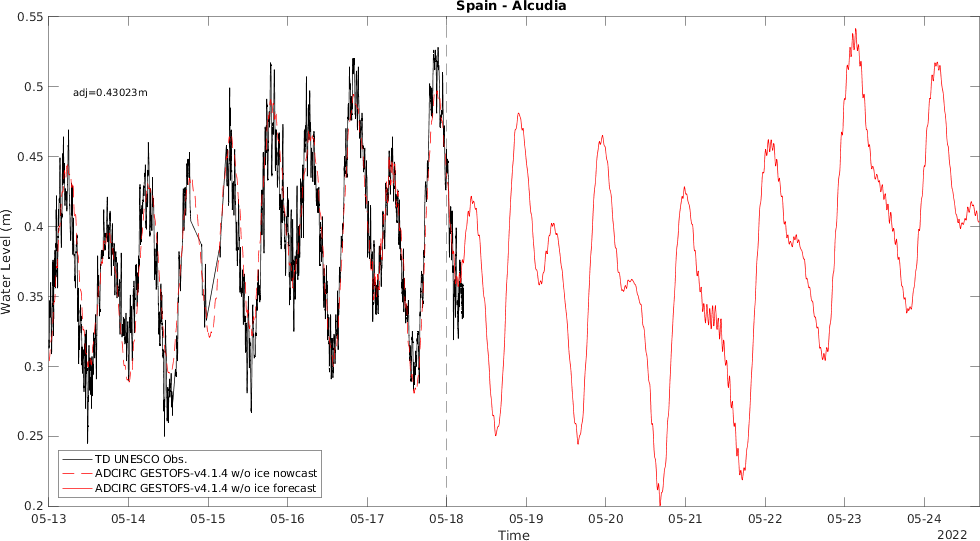 Spain - Alcudia
0.55
0.5
0.45
0.4
0.35
0.3
0.25
0.2
Water Level (m)
adj=0.43023m
TD UNESCO Obs.
ADCIRC GESTOFS-v4.1.4 w/o ice nowcast
ADCIRC GESTOFS-v4.1.4 w/o ice forecast
05-13 05-14 05-15 05-16 05-17 05-18 05-19 05-20 05-21 05-22 05-23 05-24
Time
2022